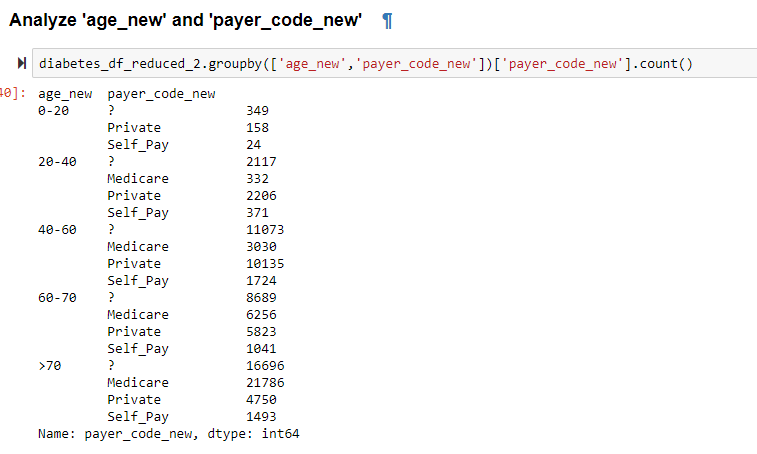 Analyze 'age_new' and 'payer_code_new' ¶
diabetes_df_reduced_2.groupby(['age_new','payer_code_new'])['payer_code_new'].count()
40]: age_new payer_code_new
0-20 ? 349
Private 158
Self_Pay 24
20-40 ? 2117
Medicare 332
Private 2206
Self_Pay 371
40-60 ? 11073
Medicare 3030
Private 10135
Self_Pay 1724
60-70 ? 8689
Medicare 6256
Private 5823
Self_Pay 1041
>70 ? 16696
Medicare 21786
Private 4750
Self_Pay 1493
Name: payer_code_new, dtype: int64